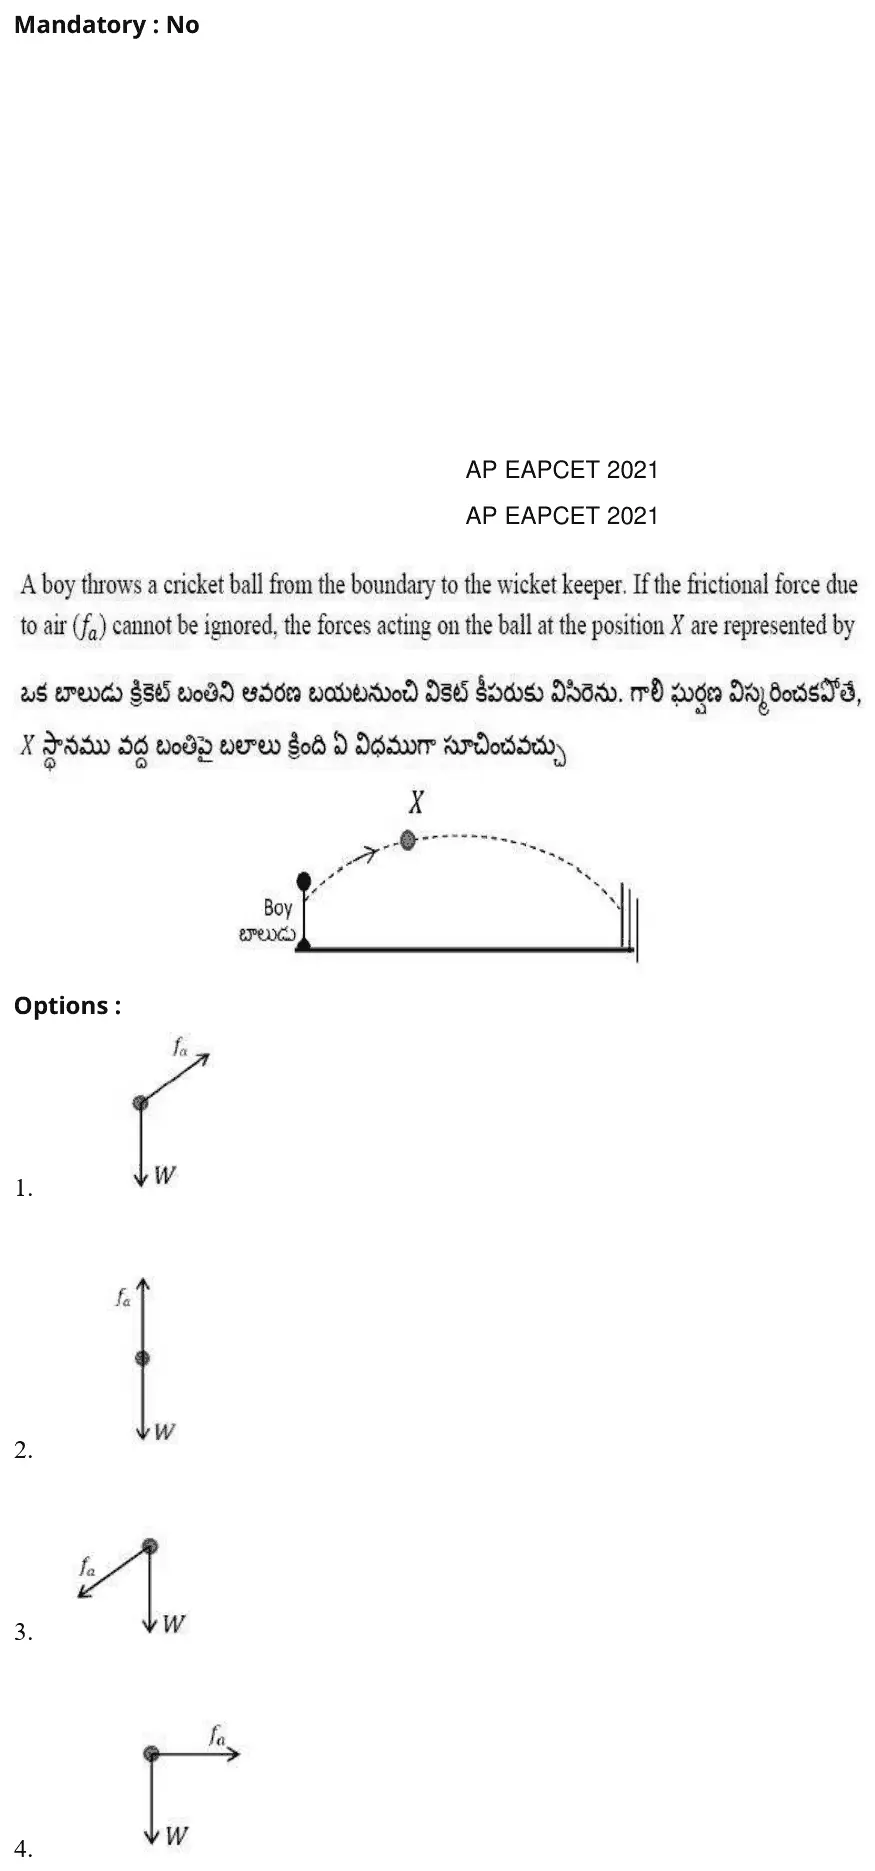 Mandatory : No
AP EAPCET 2021
AP EAPCET 2021
A boy throws a cricket ball from the boundary to the wicket keeper. If the frictional force due
to air (fₐ) cannot be ignored, the forces acting on the ball at the position X are represented by
ఒక బాలుడు క్రికెట్ బంతిని ఆవరణ బయటనుంచి వికెట్ కీపరుకు విసిరెను. గాలి ఘర్షణ విస్మరించకపోతే,
X స్థానము వద్ద బంతిపై బలాలు క్రింది ఏ విధముగా సూచించవచ్చు
X
Boy
బాలుడు
Options :
fₐ
W
1.
fₐ
W
2.
fₐ
W
3.
fₐ
W
4.